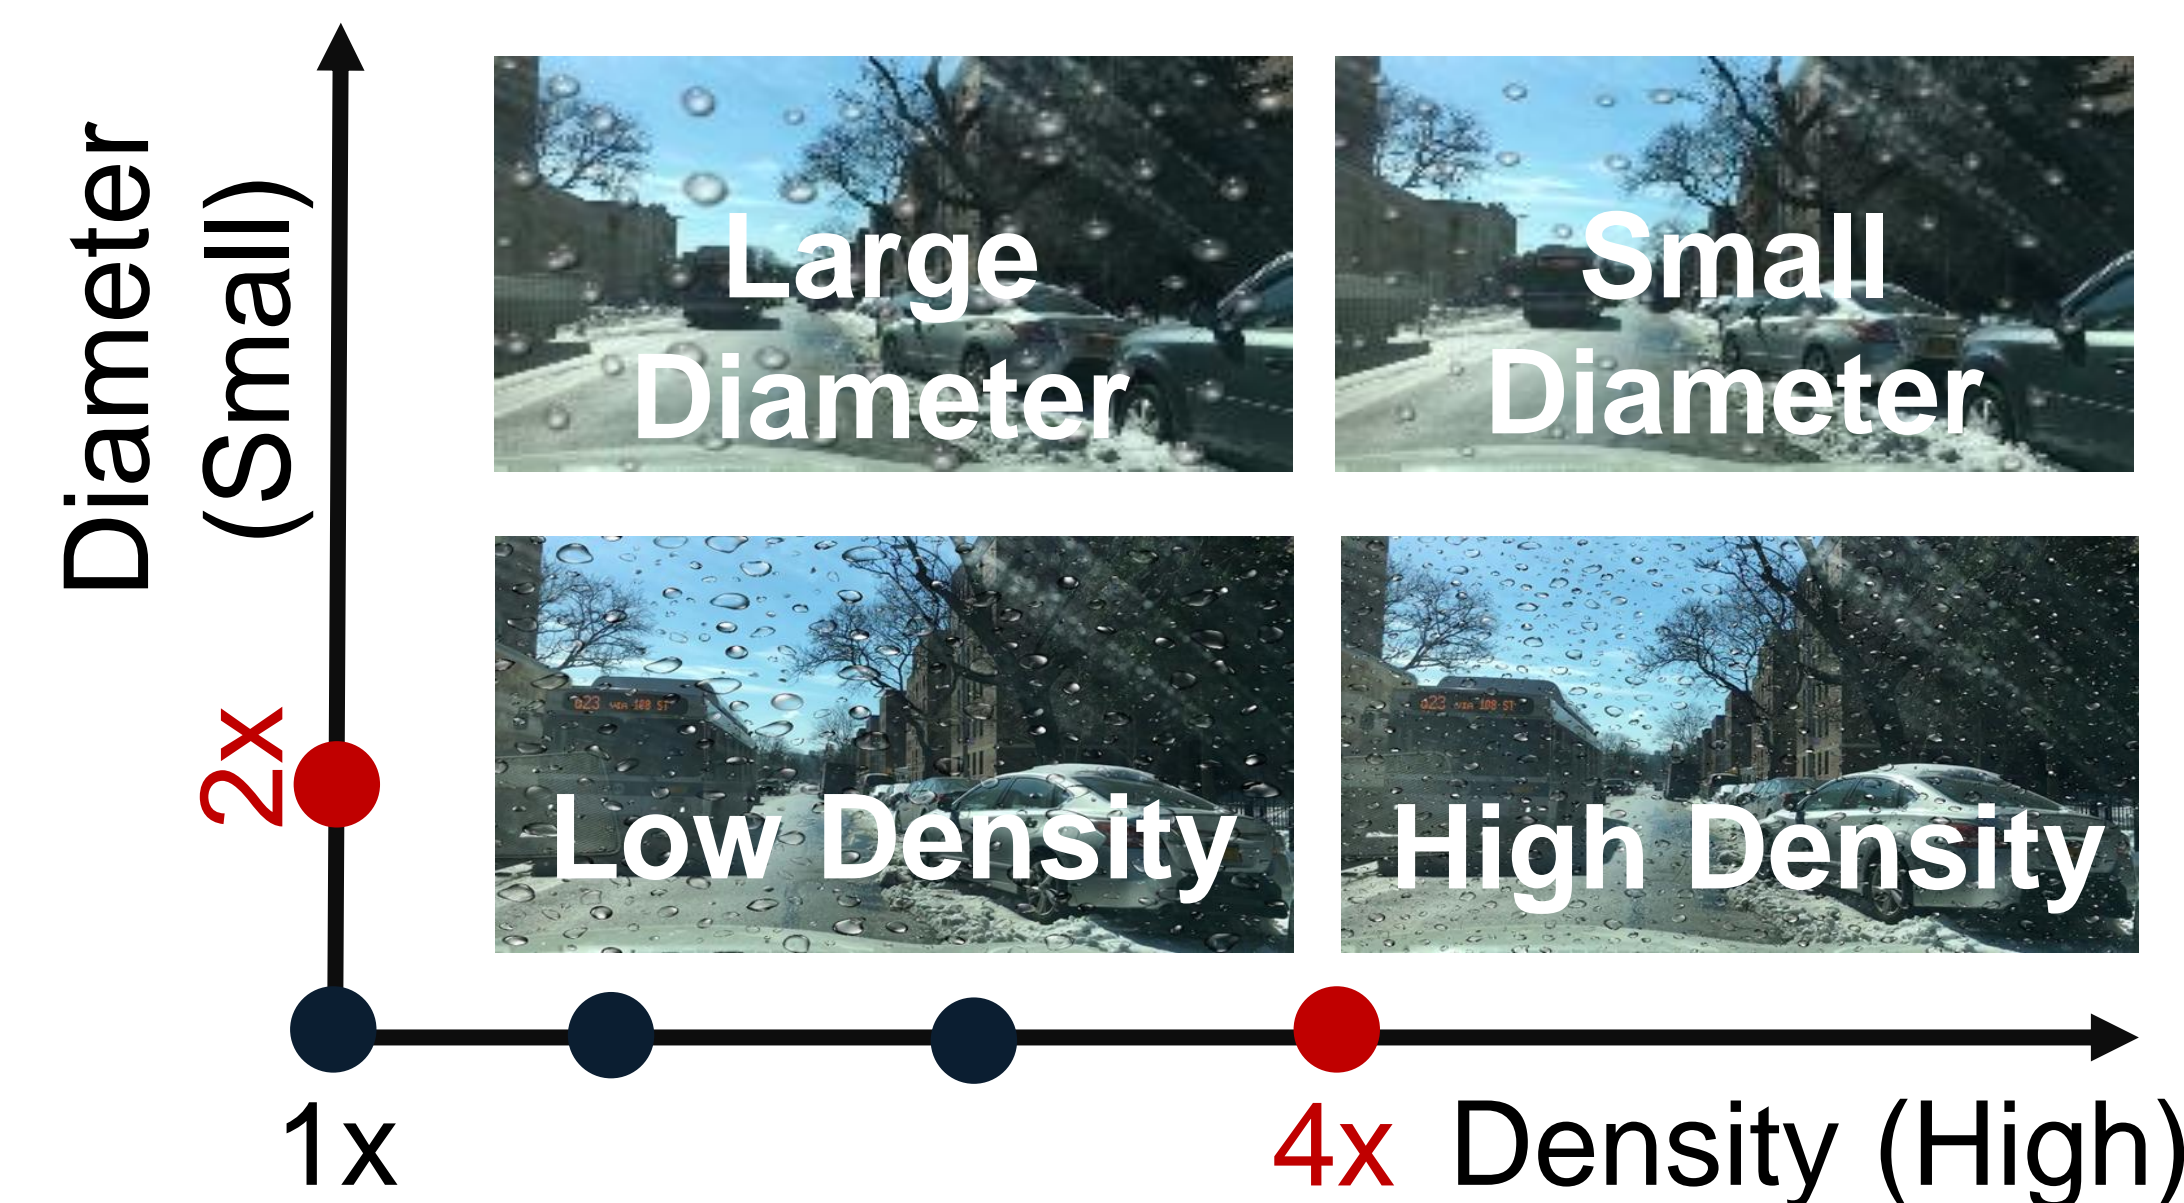 Diameter
(Small)
2x
Large
Diameter
Small
Diameter
Low Density
High Density
1x
4x
Density (High)